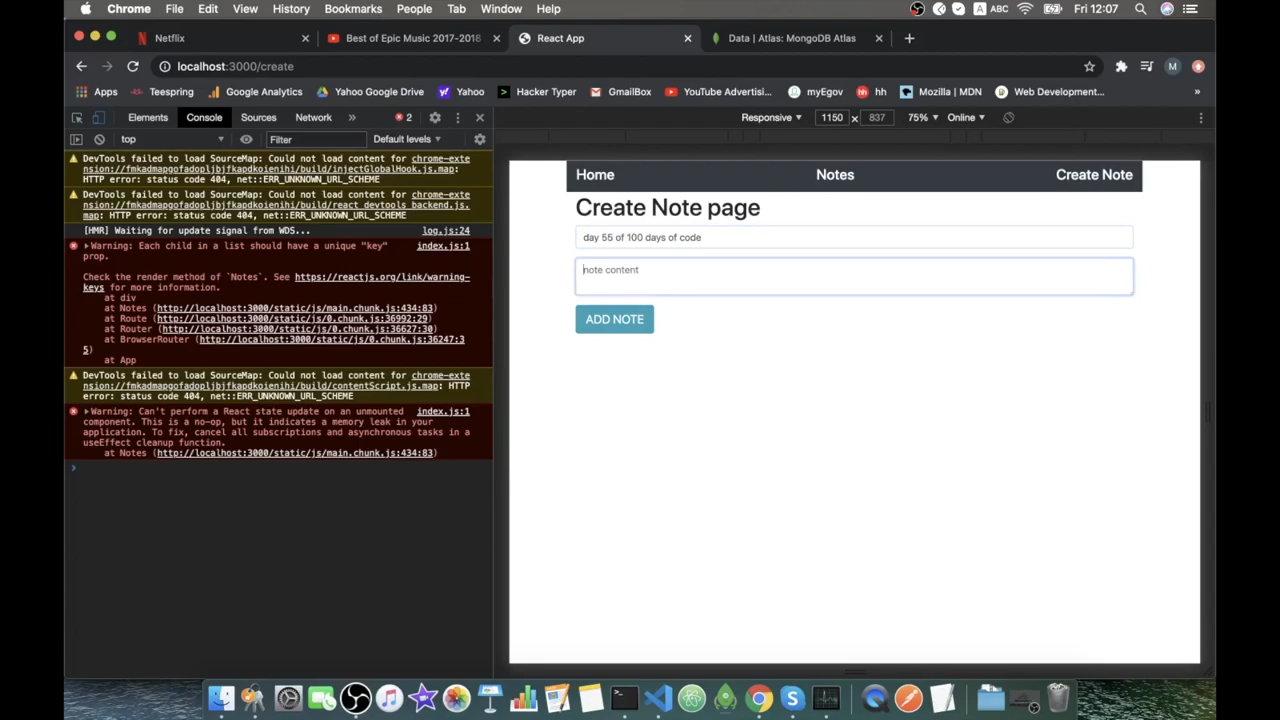 Chrome File Edit View History Bookmarks People Tab Window Help A ABC Fri 12:07
Netflix × Best of Epic Music 2017-2018 × React App × Data | Atlas: MongoDB Atlas × +
localhost:3000/create M
Apps Teespring Google Analytics Yahoo Google Drive Yahoo Hacker Typer GmailBox YouTube Advertisi... myEgov hh Mozilla | MDN Web Development... »
Elements Console Sources Network » 2 Responsive 1150 × 837 75% Online
top Filter Default levels
DevTools failed to load SourceMap: Could not load content for chrome-exte
nsion://fmkadmapgofadopljbjfkapdkoienihi/build/injectGlobalHook.js.map:
HTTP error: status code 404, net::ERR_UNKNOWN_URL_SCHEME
DevTools failed to load SourceMap: Could not load content for chrome-exte
nsion://fmkadmapgofadopljbjfkapdkoienihi/build/react_devtools_backend.js.
map: HTTP error: status code 404, net::ERR_UNKNOWN_URL_SCHEME
[HMR] Waiting for update signal from WDS... log.js:24
Warning: Each child in a list should have a unique "key" index.js:1
prop.
Check the render method of `Notes`. See https://reactjs.org/link/warning-
keys for more information.
at div
at Notes (http://localhost:3000/static/js/main.chunk.js:434:83)
at Route (http://localhost:3000/static/js/0.chunk.js:36992:29)
at Router (http://localhost:3000/static/js/0.chunk.js:36627:30)
at BrowserRouter (http://localhost:3000/static/js/0.chunk.js:36247:3
5)
at App
DevTools failed to load SourceMap: Could not load content for chrome-exte
nsion://fmkadmapgofadopljbjfkapdkoienihi/build/contentScript.js.map: HTTP
error: status code 404, net::ERR_UNKNOWN_URL_SCHEME
Warning: Can't perform a React state update on an unmounted index.js:1
component. This is a no-op, but it indicates a memory leak in your
application. To fix, cancel all subscriptions and asynchronous tasks in a
useEffect cleanup function.
at Notes (http://localhost:3000/static/js/main.chunk.js:434:83)
Home Notes Create Note
Create Note page
day 55 of 100 days of code
note content
ADD NOTE